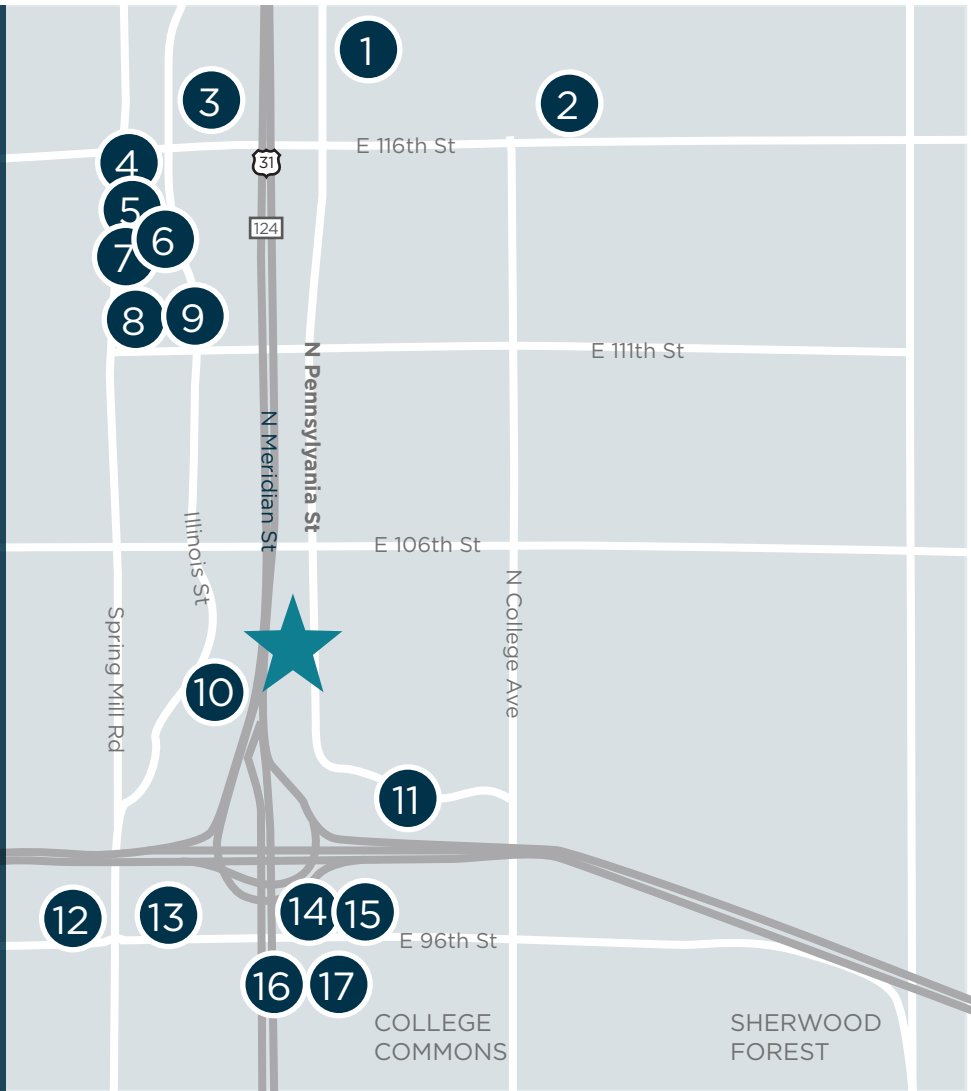 1
2
3
E 116th St
4
31
5
124
6
7
8
9
E 111th St
N Pennsylvania St
N Meridian St
Illinois St
E 106th St
N College Ave
Spring Mill Rd
10
11
12
13
14
15
E 96th St
16
17
COLLEGE
COMMONS
SHERWOOD
FOREST